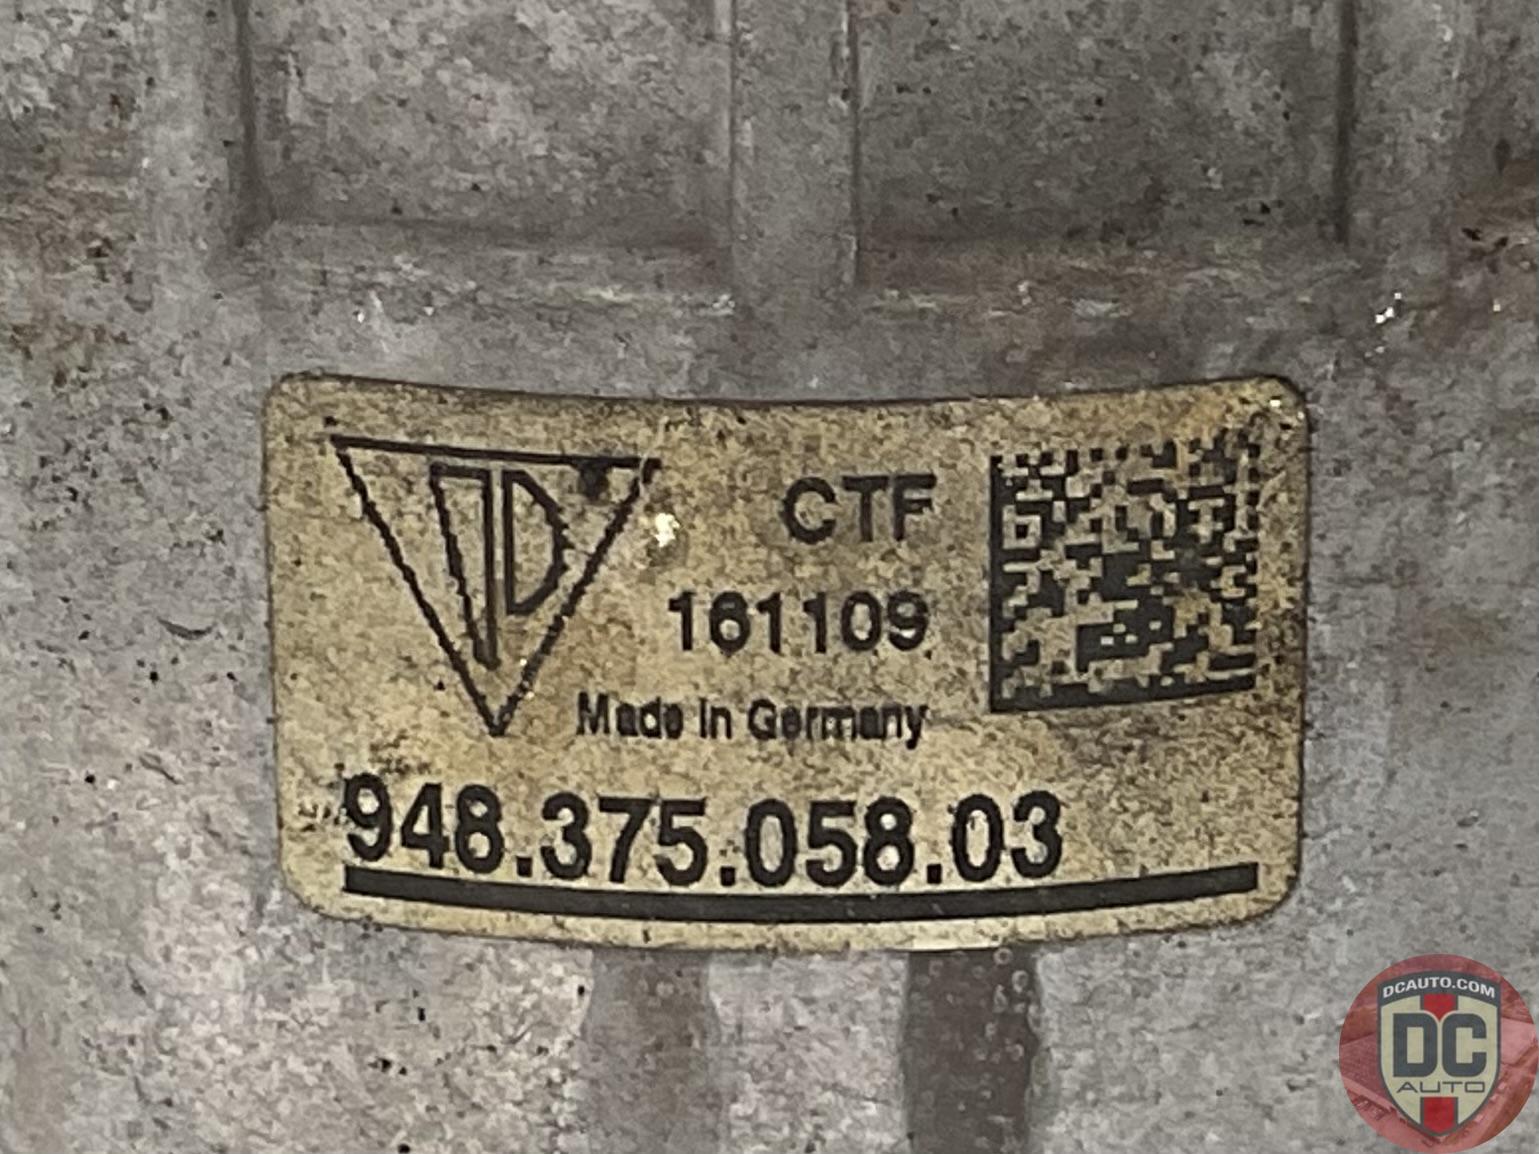 CTF
161109
Made in Germany
948.375.058.03
DCAUTO.COM
DC
AUTO